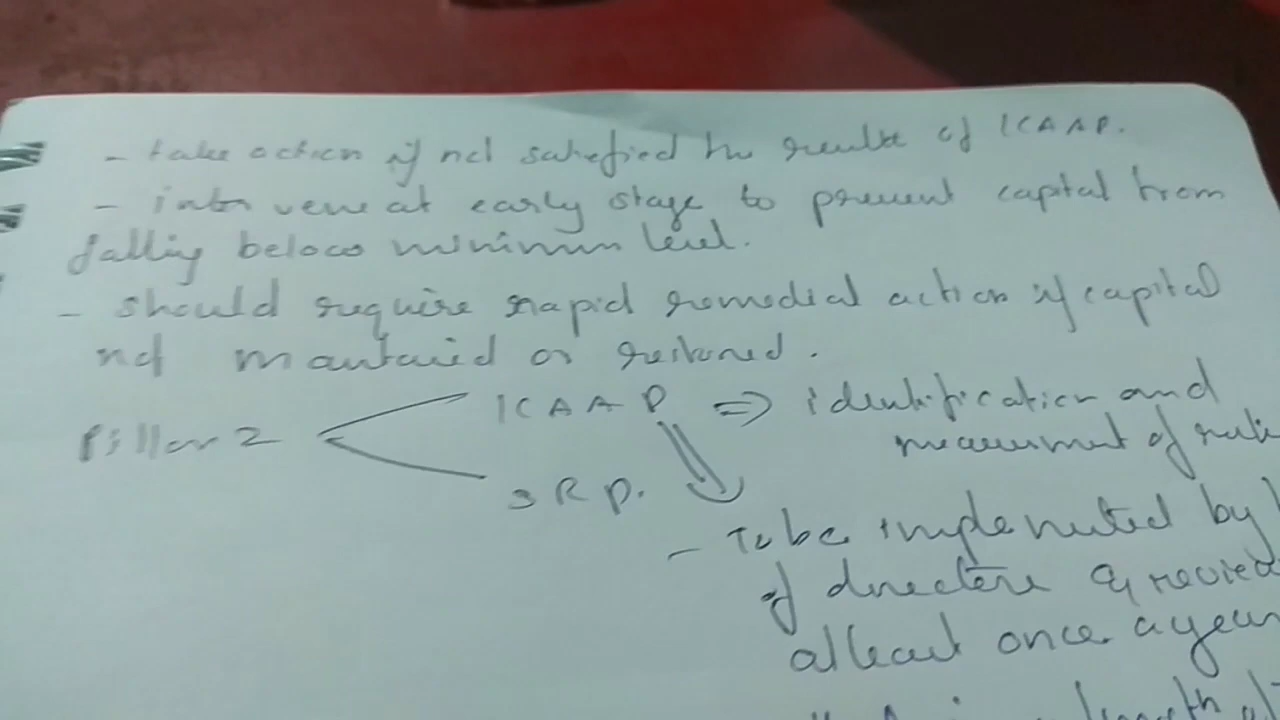 - take action if not satisfied the results of ICAAP.
- intervene at early stage to prevent capital from
falling below minimum level.
- should require rapid remedial action if capital
not maintained or restored.
Pillar 2
ICAAP ⇒ identification and
measurement of
SRP.
- To be implemented by
of directors & review
atleast once a year